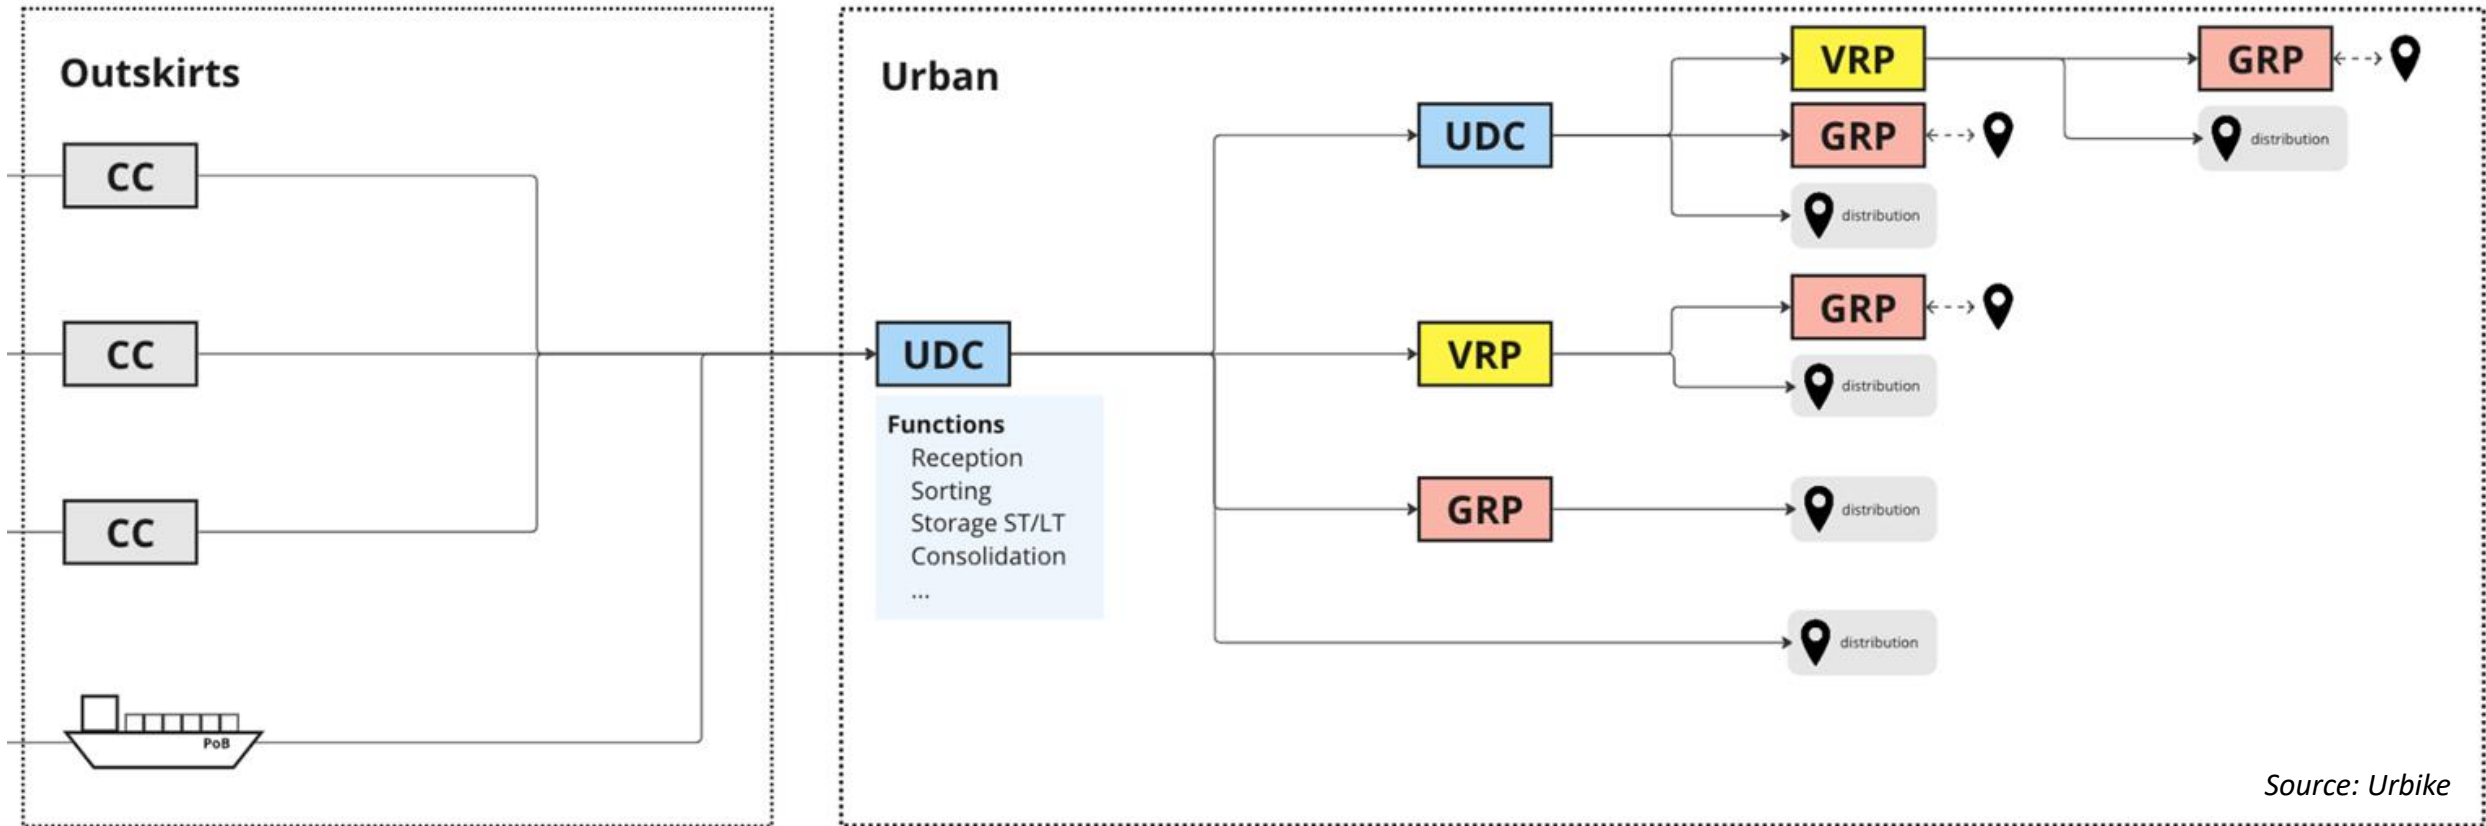 Outskirts
CC
CC
CC
PoB
Urban
UDC
Functions
Reception
Sorting
Storage ST/LT
Consolidation
...
UDC
VRP
GRP
GRP
distribution
GRP
distribution
VRP
GRP
distribution
GRP
distribution
distribution
Source: Urbike